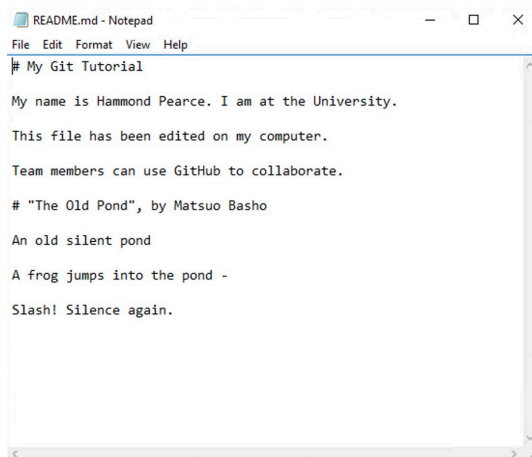 README.md - Notepad
File Edit Format View Help
# My Git Tutorial
My name is Hammond Pearce. I am at the University.
This file has been edited on my computer.
Team members can use GitHub to collaborate.
# "The Old Pond", by Matsuo Basho
An old silent pond
A frog jumps into the pond -
Slash! Silence again.